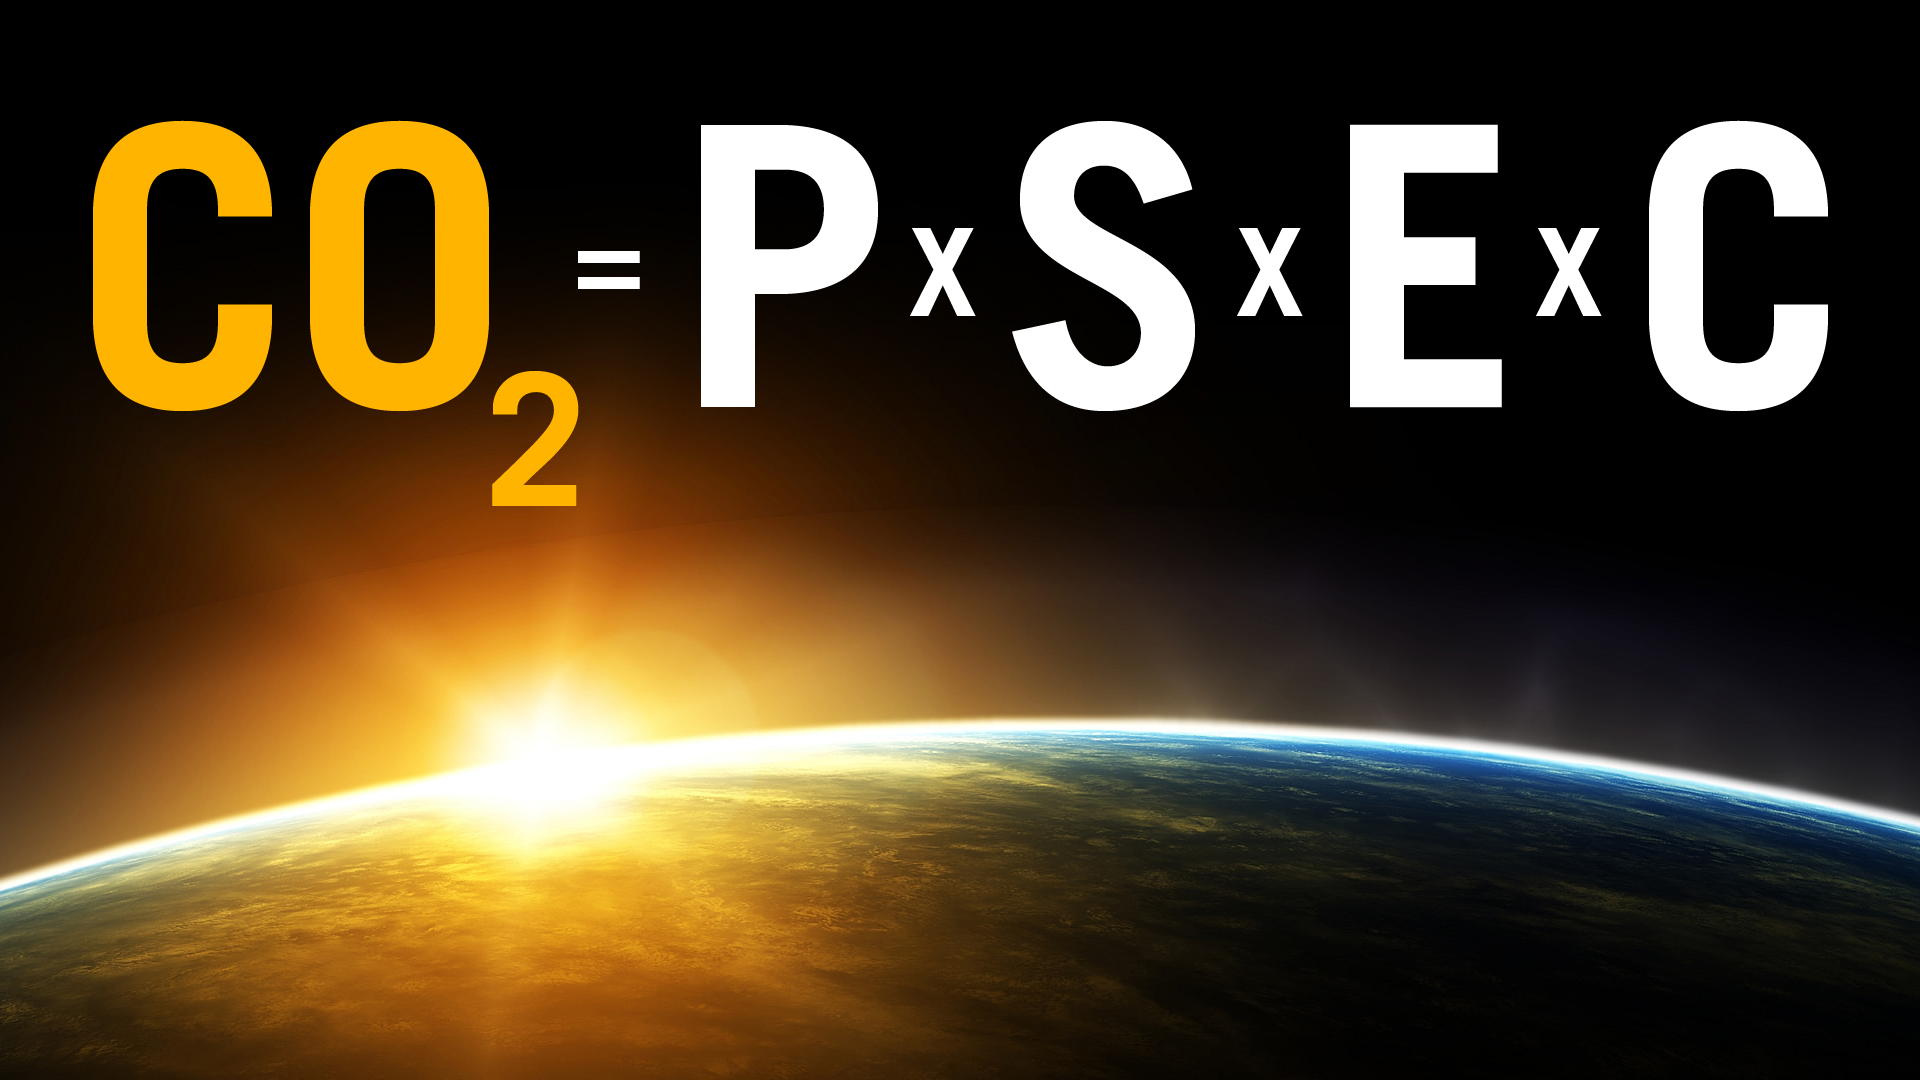 CO₂ = P x S x E x C